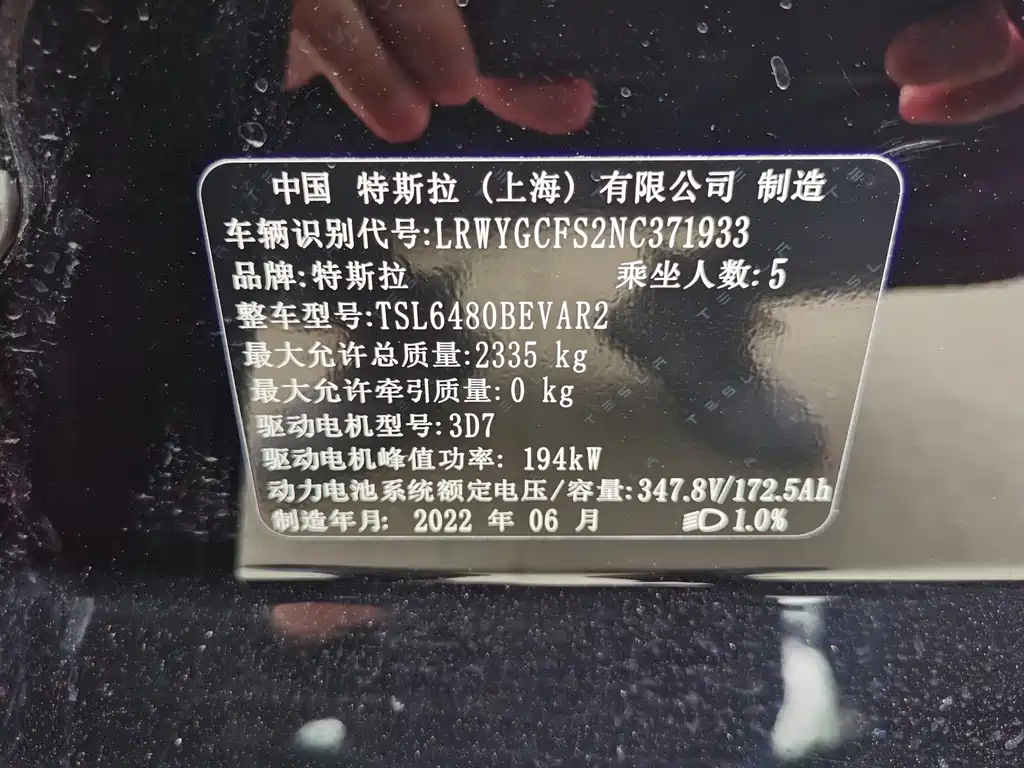 中国 特斯拉 (上海) 有限公司 制造
车辆识别代号:LRWYGCFS2NC371933
品牌:特斯拉 乘坐人数:5
整车型号:TSL6480BEVAR2
最大允许总质量:2335 kg
最大允许牵引质量:0 kg
驱动电机型号:3D7
驱动电机峰值功率: 194kW
动力电池系统额定电压/容量:347.8V/172.5Ah
制造年月: 2022 年 06 月 1.0%
TESLA
TESLA
TESLA